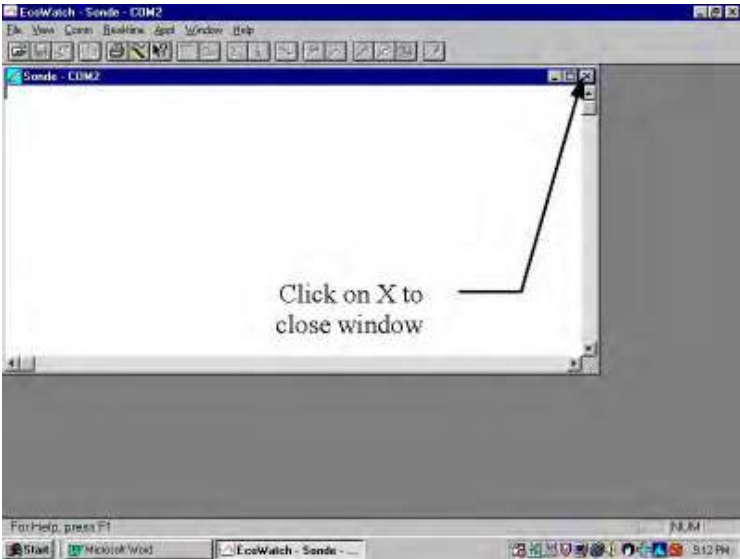 EcoWatch - Sonde - COM2
File View Comm Realtime Appl Window Help
Sonde - COM2
Click on X to
close window
For Help, press F1
NUM
Start Microsoft Word EcoWatch - Sonde - ... 9:12 PM